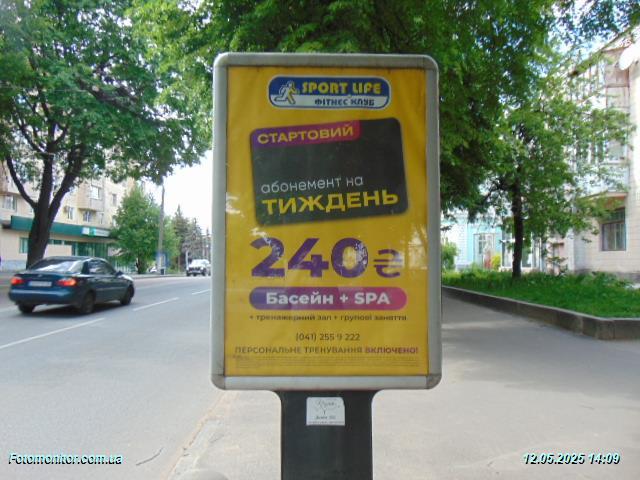 SPORT LIFE
ФІТНЕС КЛУБ
СТАРТОВИЙ
абонемент на
ТИЖДЕНЬ
240₴
Басейн + SPA
+ тренажерний зал + групові заняття
(041) 255 9 222
ПЕРСОНАЛЬНЕ ТРЕНУВАННЯ ВКЛЮЧЕНО!
Fotomonitor.com.ua
12.05.2025 14:09